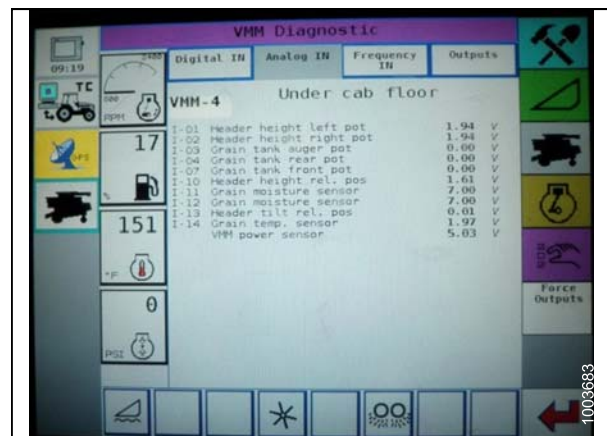 VMM Diagnostic
09:19
2400
Digital IN
Analog IN
Frequency IN
Outputs
TC
600
RPM
VMM-4
Under cab floor
GPS
17
%
I-01 Header height left pot 1.94 V
I-02 Header height right pot 1.94 V
I-03 Grain tank auger pot 0.00 V
I-04 Grain tank rear pot 0.00 V
I-07 Grain tank front pot 0.00 V
I-10 Header height rel. pos 1.61 V
I-11 Grain moisture sensor 7.00 V
I-12 Grain moisture sensor 7.00 V
I-13 Header tilt rel. pos 0.01 V
I-14 Grain temp. sensor 1.97 V
VMM power sensor 5.03 V
151
°F
0
PSI
Force
Outputs
1003683